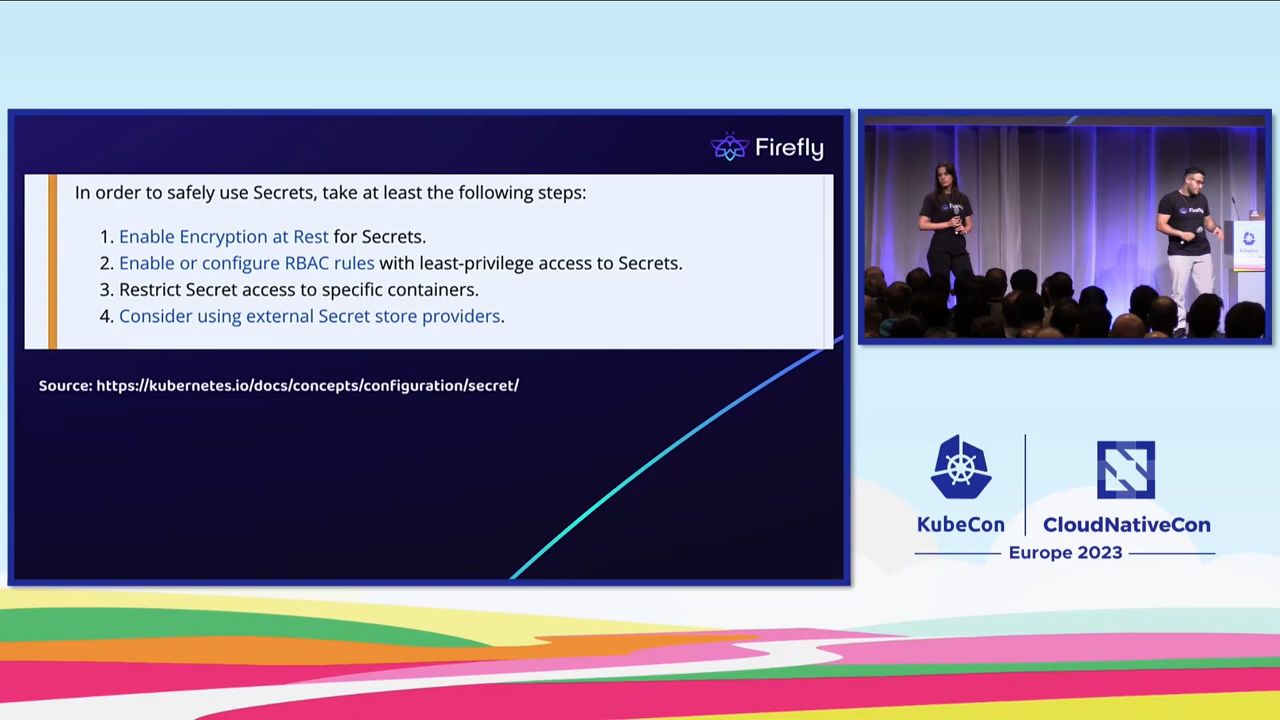 Firefly
In order to safely use Secrets, take at least the following steps:
1. Enable Encryption at Rest for Secrets.
2. Enable or configure RBAC rules with least-privilege access to Secrets.
3. Restrict Secret access to specific containers.
4. Consider using external Secret store providers.
Source: https://kubernetes.io/docs/concepts/configuration/secret/
Firefly
KubeCon
KubeCon
CloudNativeCon
Europe 2023